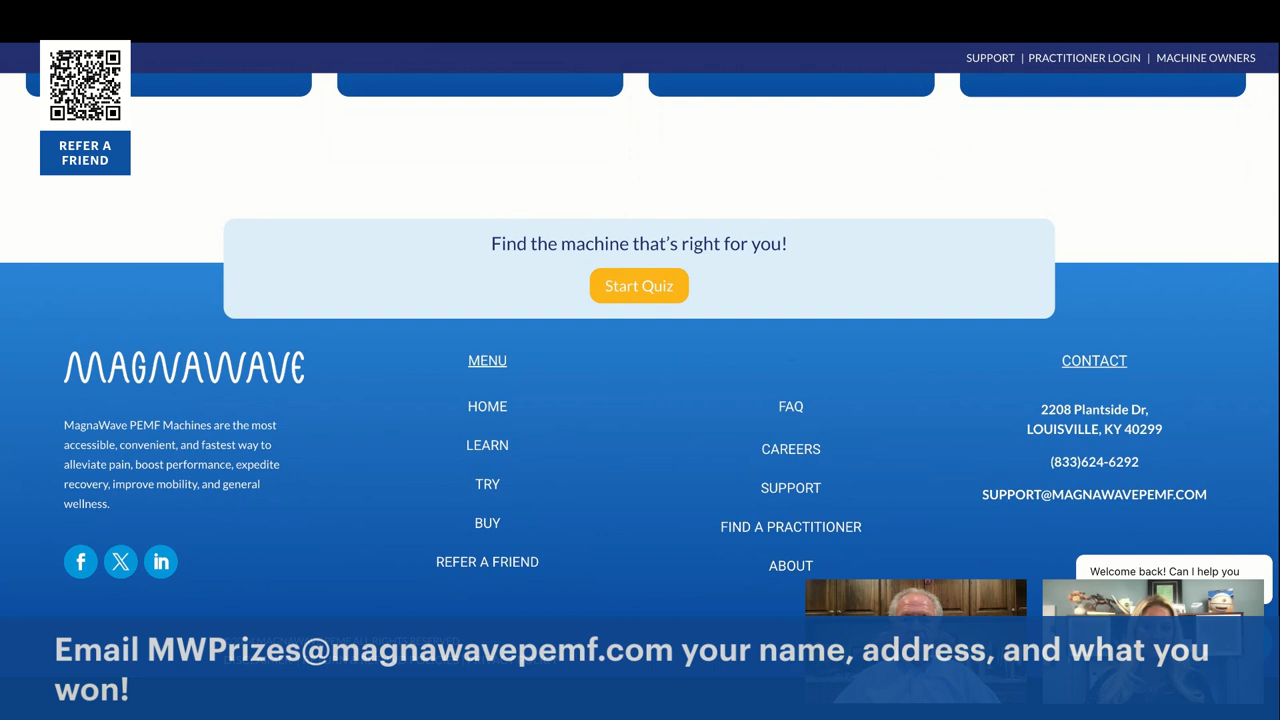 SUPPORT | PRACTITIONER LOGIN | MACHINE OWNERS
REFER A
FRIEND
Find the machine that's right for you!
Start Quiz
MAGNAWAVE
MagnaWave PEMF Machines are the most
accessible, convenient, and fastest way to
alleviate pain, boost performance, expedite
recovery, improve mobility, and general
wellness.
MENU
HOME
LEARN
TRY
BUY
REFER A FRIEND
FAQ
CAREERS
SUPPORT
FIND A PRACTITIONER
ABOUT
CONTACT
2208 Plantside Dr,
LOUISVILLE, KY 40299
(833)624-6292
SUPPORT@MAGNAWAVEPEMF.COM
Welcome back! Can I help you
Email MWPrizes@magnawavepemf.com your name, address, and what you
won!